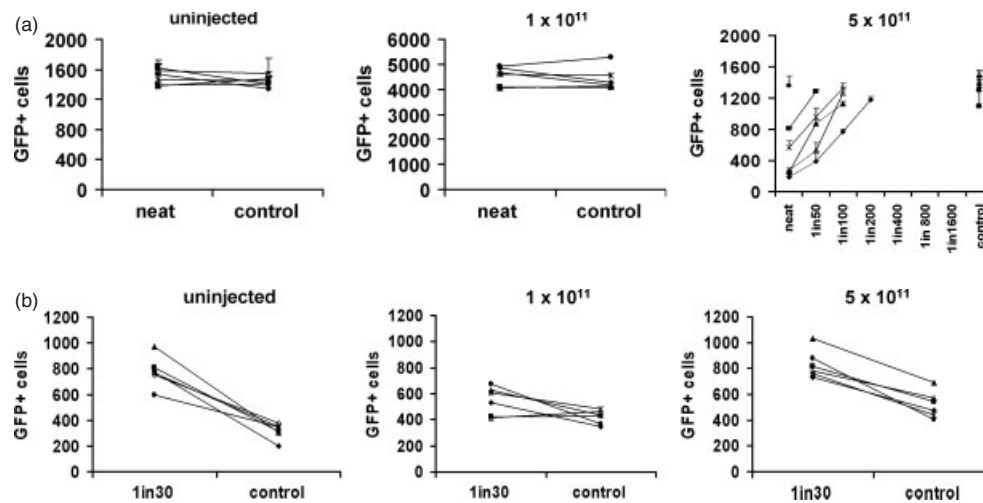 (a)
uninjected
GFP+ cells
2000
1600
1200
800
400
0
neat control
1 x 10¹¹
GFP+ cells
6000
5000
4000
3000
2000
1000
0
neat control
5 x 10¹¹
GFP+ cells
2000
1600
1200
800
400
0
neat
1in50
1in100
1in200
1in400
1in 800
1in1600
control
(b)
uninjected
GFP+ cells
1200
1000
800
600
400
200
0
1in30 control
1 x 10¹¹
GFP+ cells
1200
1000
800
600
400
200
0
1in30 control
5 x 10¹¹
GFP+ cells
1200
1000
800
600
400
200
0
1in30 control